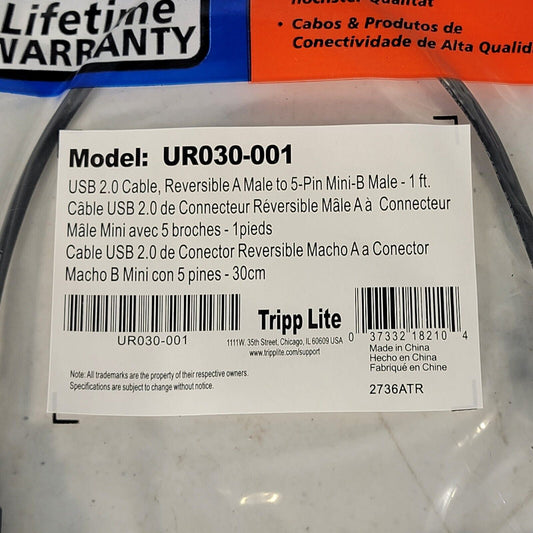 Lifetime
WARRANTY
höchster Qualität
• Cabos & Produtos de
Conectividade de Alta Qualid
Model: UR030-001
USB 2.0 Cable, Reversible A Male to 5-Pin Mini-B Male - 1 ft.
Câble USB 2.0 de Connecteur Réversible Mâle A à Connecteur
Mâle Mini avec 5 broches - 1pieds
Cable USB 2.0 de Conector Reversible Macho A a Conector
Macho B Mini con 5 pines - 30cm
UR030-001
Tripp Lite
1111W. 35th Street, Chicago, IL 60609 USA
www.tripplite.com/support
0 37332 18210 4
Made in China
Hecho en China
Fabriqué en Chine
Note: All trademarks are the property of their respective owners.
Specifications are subject to change without notice.
2736ATR